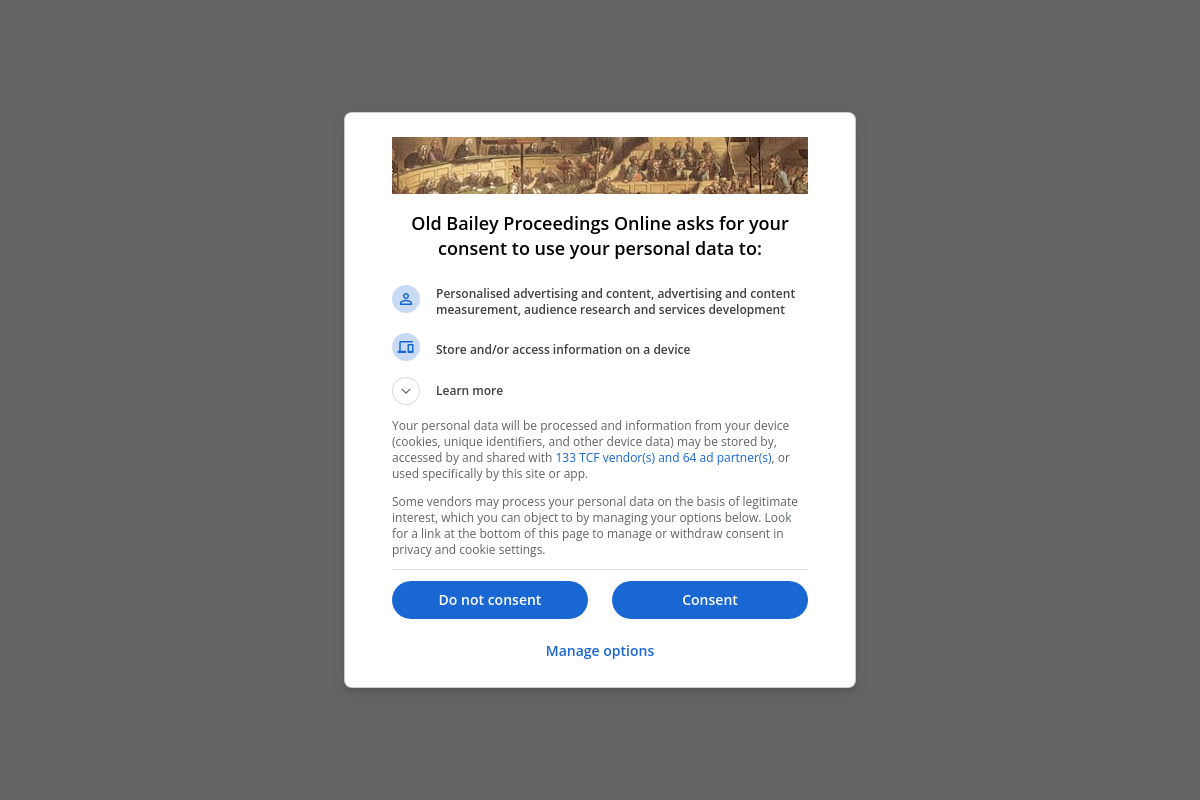 Old Bailey Proceedings Online asks for your
consent to use your personal data to:
Personalised advertising and content, advertising and content
measurement, audience research and services development
Store and/or access information on a device
Learn more
Your personal data will be processed and information from your device
(cookies, unique identifiers, and other device data) may be stored by,
accessed by and shared with 133 TCF vendor(s) and 64 ad partner(s), or
used specifically by this site or app.
Some vendors may process your personal data on the basis of legitimate
interest, which you can object to by managing your options below. Look
for a link at the bottom of this page to manage or withdraw consent in
privacy and cookie settings.
Do not consent
Consent
Manage options